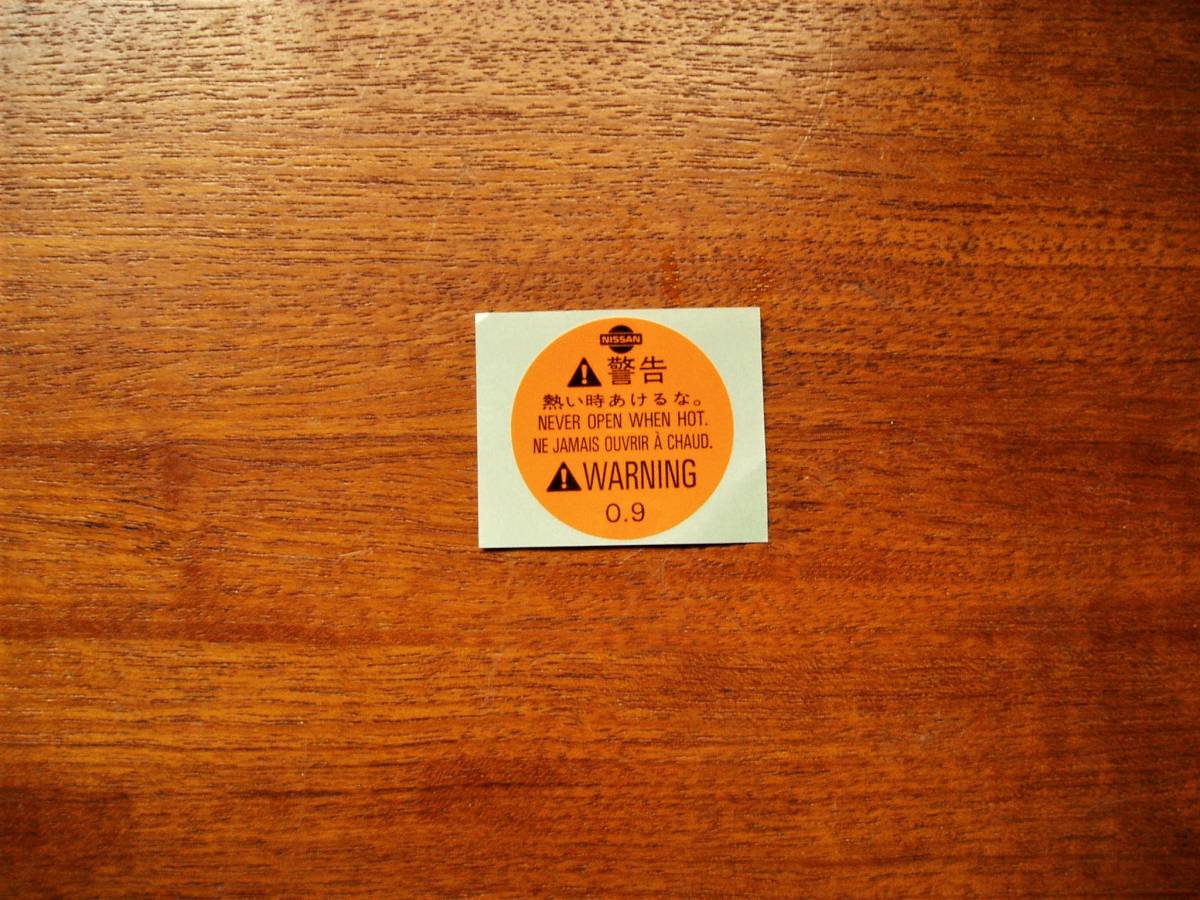 NISSAN
警告
熱い時あけるな。
NEVER OPEN WHEN HOT.
NE JAMAIS OUVRIR À CHAUD.
WARNING
0.9